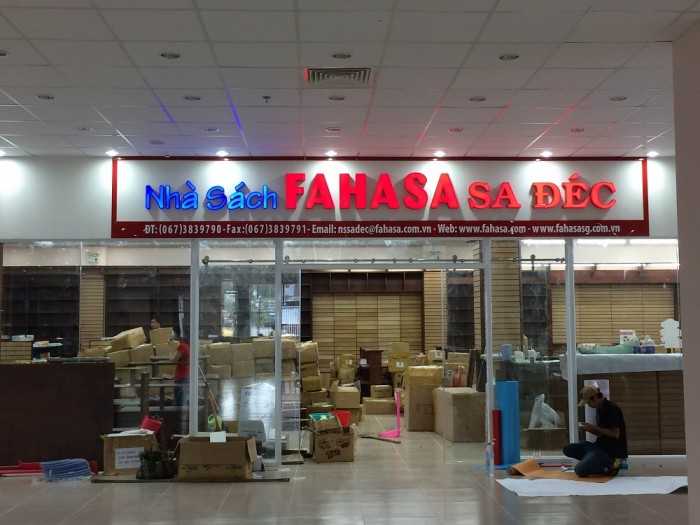 Nhà Sách FAHASA SA ĐÉC
ĐT: (067)3839790 - Fax:(067)3839791 - Email: nssadec@fahasa.com.vn - Web: www.fahasa.com - www.fahasasg.com.vn